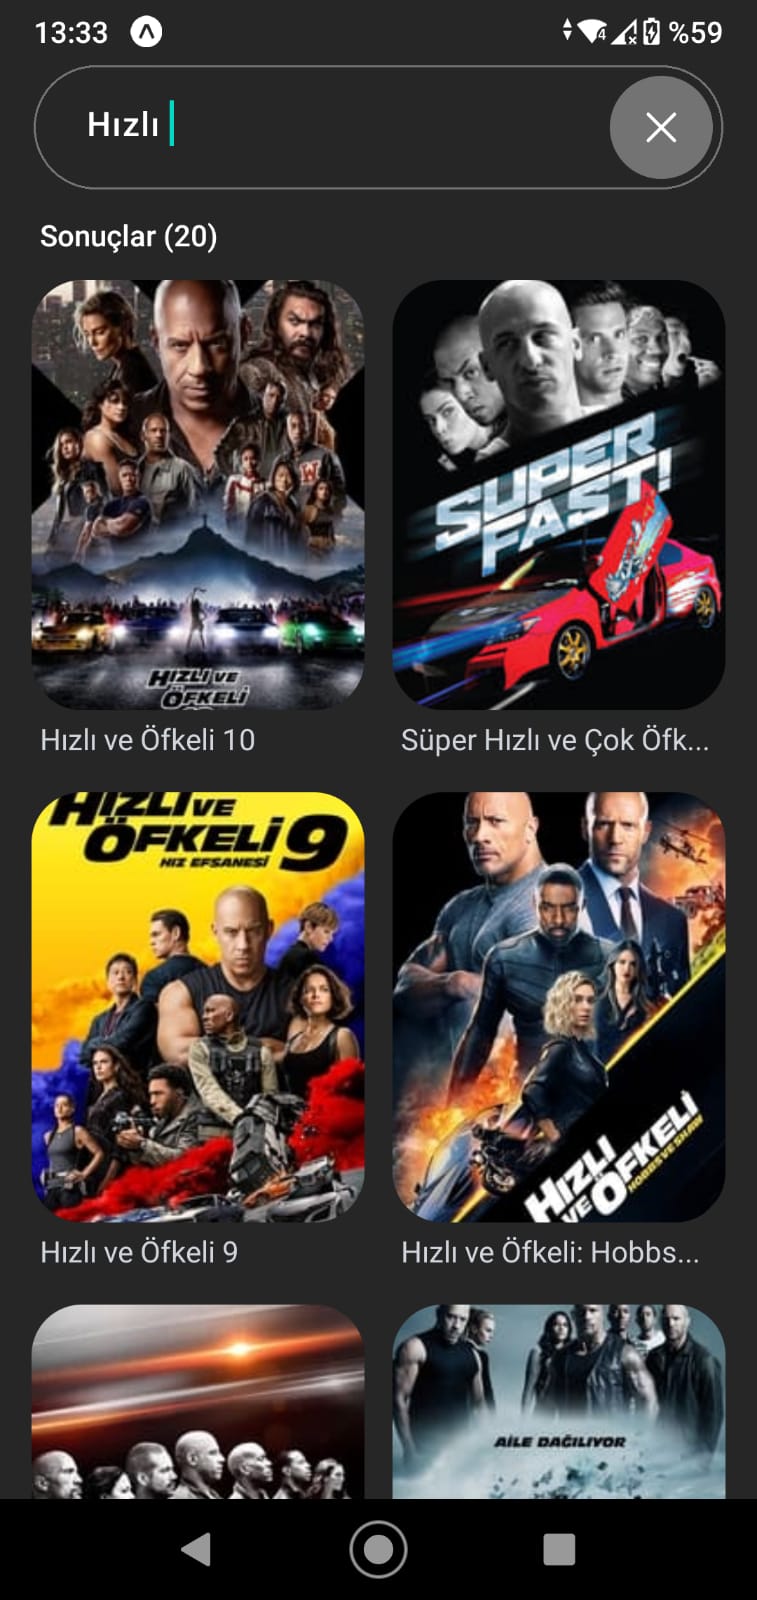 13:33
4
%59
Hızlı
Sonuçlar (20)
W
SUPER
FAST!
HIZLI VE
ÖFKELİ
Hızlı ve Öfkeli 10
Süper Hızlı ve Çok Öfk...
HIZLI VE
ÖFKELİ 9
HIZ EFSANESİ
HIZLI
VE ÖFKELİ
HOBBS VE SHAW
Hızlı ve Öfkeli 9
Hızlı ve Öfkeli: Hobbs...
AİLE DAĞILIYOR